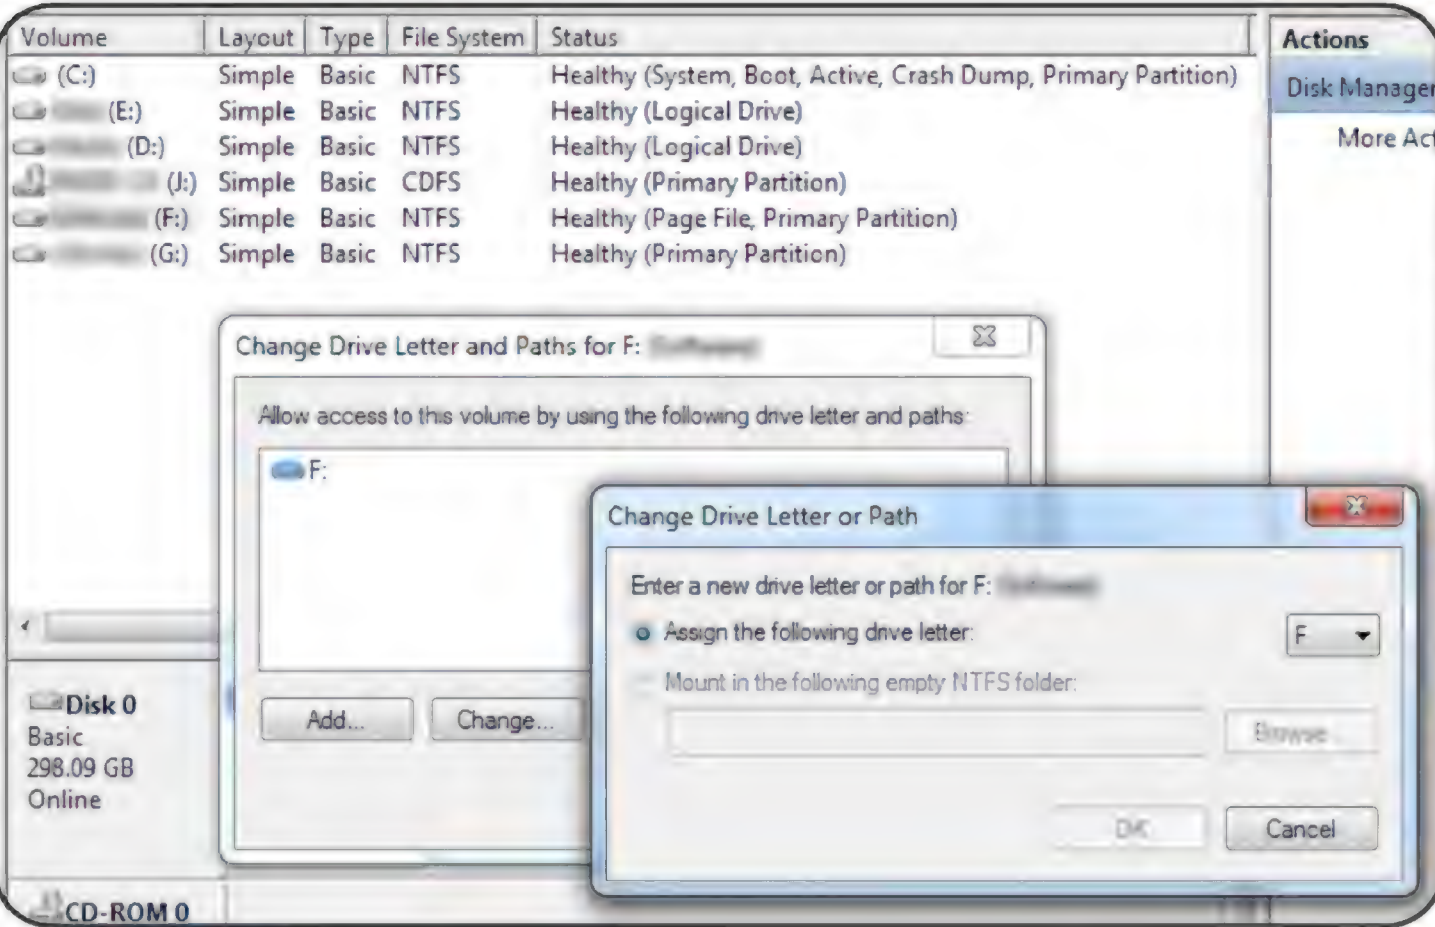 Volume Layout Type File System Status
(C:) Simple Basic NTFS Healthy (System, Boot, Active, Crash Dump, Primary Partition)
(E:) Simple Basic NTFS Healthy (Logical Drive)
(D:) Simple Basic NTFS Healthy (Logical Drive)
(J:) Simple Basic CDFS Healthy (Primary Partition)
(F:) Simple Basic NTFS Healthy (Page File, Primary Partition)
(G:) Simple Basic NTFS Healthy (Primary Partition)
Actions
Disk Manager
More Act
Change Drive Letter and Paths for F:
Allow access to this volume by using the following drive letter and paths:
F:
Add... Change...
Change Drive Letter or Path
Enter a new drive letter or path for F:
Assign the following drive letter: F
Mount in the following empty NTFS folder:
Browse...
OK Cancel
Disk 0
Basic
298.09 GB
Online
CD-ROM 0